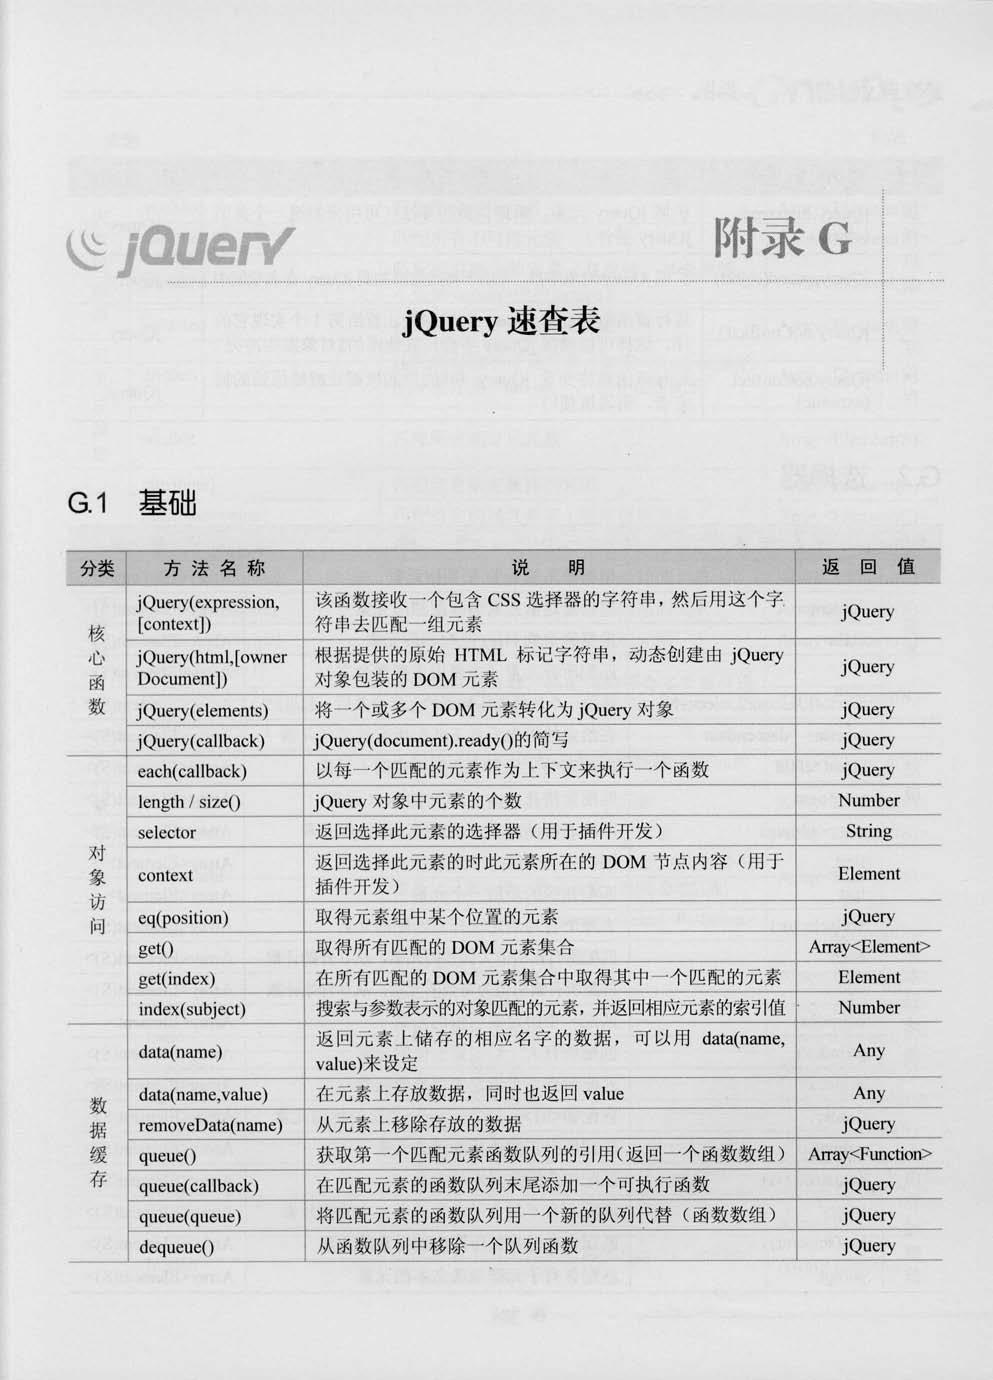 jQuery
附录 G
jQuery 速查表
G.1 基础
分类 方法名称 说 明 返回值
核心函数
jQuery(expression, 该函数接收一个包含 CSS 选择器的字符串，然后用这个字 jQuery
[context]) 符串去匹配一组元素
jQuery(html,[owner 根据提供的原始 HTML 标记字符串，动态创建由 jQuery jQuery
Document]) 对象包装的 DOM 元素
jQuery(elements) 将一个或多个 DOM 元素转化为 jQuery 对象 jQuery
jQuery(callback) jQuery(document).ready()的简写 jQuery
对象访问
each(callback) 以每一个匹配的元素作为上下文来执行一个函数 jQuery
length / size() jQuery 对象中元素的个数 Number
selector 返回选择此元素的选择器（用于插件开发） String
context 返回选择此元素的时此元素所在的 DOM 节点内容（用于 Element
插件开发）
eq(position) 取得元素组中某个位置的元素 jQuery
get() 取得所有匹配的 DOM 元素集合 Array<Element>
get(index) 在所有匹配的 DOM 元素集合中取得其中一个匹配的元素 Element
index(subject) 搜索与参数表示的对象匹配的元素，并返回相应元素的索引值 Number
数据缓存
data(name) 返回元素上储存的相应名字的数据，可以用 data(name, Any
value)来设定
data(name,value) 在元素上存放数据，同时也返回 value Any
removeData(name) 从元素上移除存放的数据 jQuery
queue() 获取第一个匹配元素函数队列的引用（返回一个函数数组） Array<Function>
queue(callback) 在匹配元素的函数队列末尾添加一个可执行函数 jQuery
queue(queue) 将匹配元素的函数队列用一个新的队列代替（函数数组） jQuery
dequeue() 从函数队列中移除一个队列函数 jQuery